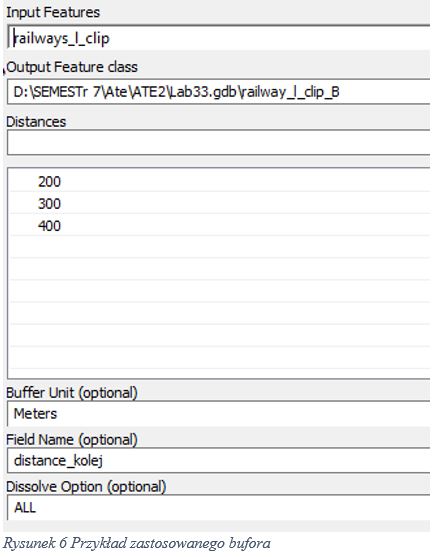 Input Features
railways_l_clip
Output Feature class
D:\SEMESTr 7\Ate\ATE2\Lab33.gdb\railway_l_clip_B
Distances
200
300
400
Buffer Unit (optional)
Meters
Field Name (optional)
distance_kolej
Dissolve Option (optional)
ALL
Rysunek 6 Przykład zastosowanego bufora